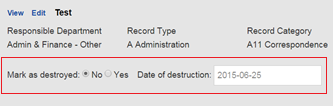 View Edit Test
Responsible Department Record Type Record Category
Admin & Finance - Other A Administration A11 Correspondence
Mark as destroyed: No Yes Date of destruction: 2015-06-25